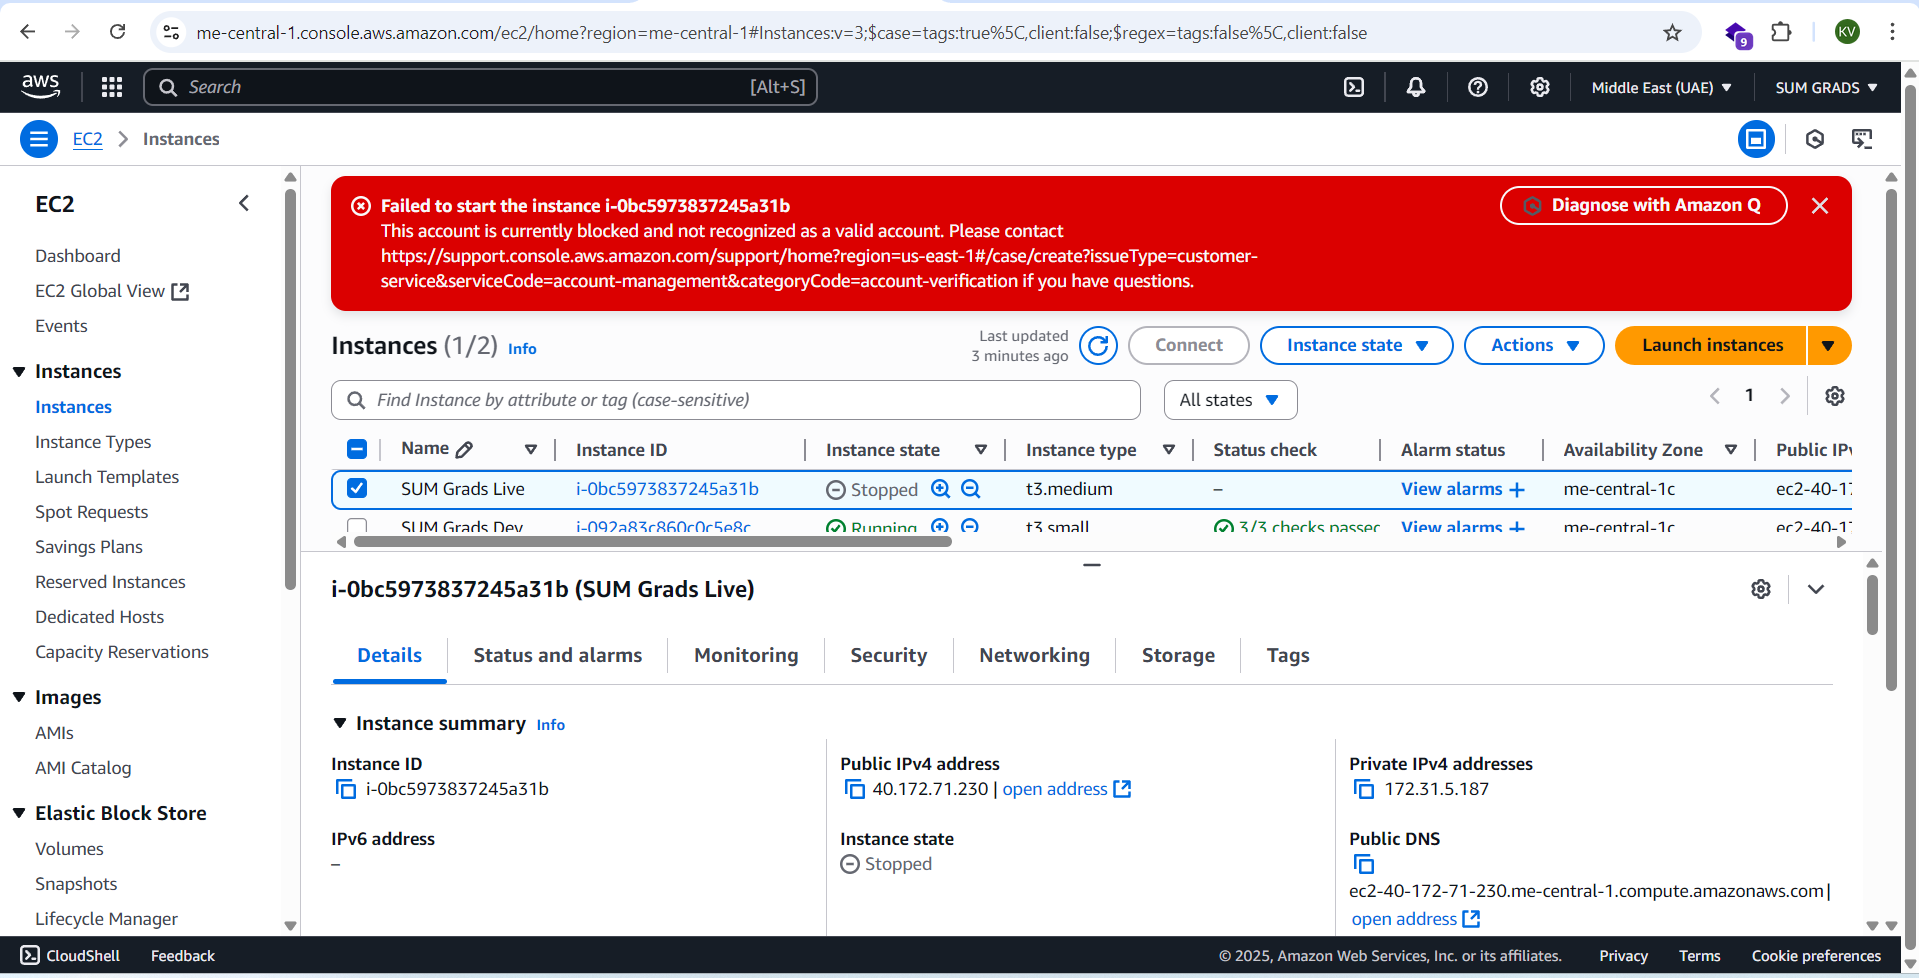 me-central-1.console.aws.amazon.com/ec2/home?region=me-central-1#Instances:v=3;$case=tags:true%5C,client:false;$regex=tags:false%5C,client:false
9
KV
aws
Search
[Alt+S]
Middle East (UAE)
SUM GRADS
EC2
Instances
EC2
Dashboard
EC2 Global View
Events
Instances
Instances
Instance Types
Launch Templates
Spot Requests
Savings Plans
Reserved Instances
Dedicated Hosts
Capacity Reservations
Images
AMIs
AMI Catalog
Elastic Block Store
Volumes
Snapshots
Lifecycle Manager
Failed to start the instance i-0bc5973837245a31b
This account is currently blocked and not recognized as a valid account. Please contact
https://support.console.aws.amazon.com/support/home?region=us-east-1#/case/create?issueType=customer-
service&serviceCode=account-management&categoryCode=account-verification if you have questions.
Diagnose with Amazon Q
Instances (1/2) Info
Last updated
3 minutes ago
Connect
Instance state
Actions
Launch instances
Find Instance by attribute or tag (case-sensitive)
All states
1
Name Instance ID Instance state Instance type Status check Alarm status Availability Zone Public IPv
SUM Grads Live i-0bc5973837245a31b Stopped t3.medium – View alarms + me-central-1c ec2-40-17
SUM Grads Dev i-092a83c860c0c5e8c Running t3.small 3/3 checks passec View alarms + me-central-1c ec2-40-17
i-0bc5973837245a31b (SUM Grads Live)
Details
Status and alarms
Monitoring
Security
Networking
Storage
Tags
Instance summary Info
Instance ID
i-0bc5973837245a31b
Public IPv4 address
40.172.71.230 | open address
Private IPv4 addresses
172.31.5.187
IPv6 address
–
Instance state
Stopped
Public DNS
ec2-40-172-71-230.me-central-1.compute.amazonaws.com |
open address
CloudShell
Feedback
© 2025, Amazon Web Services, Inc. or its affiliates.
Privacy
Terms
Cookie preferences